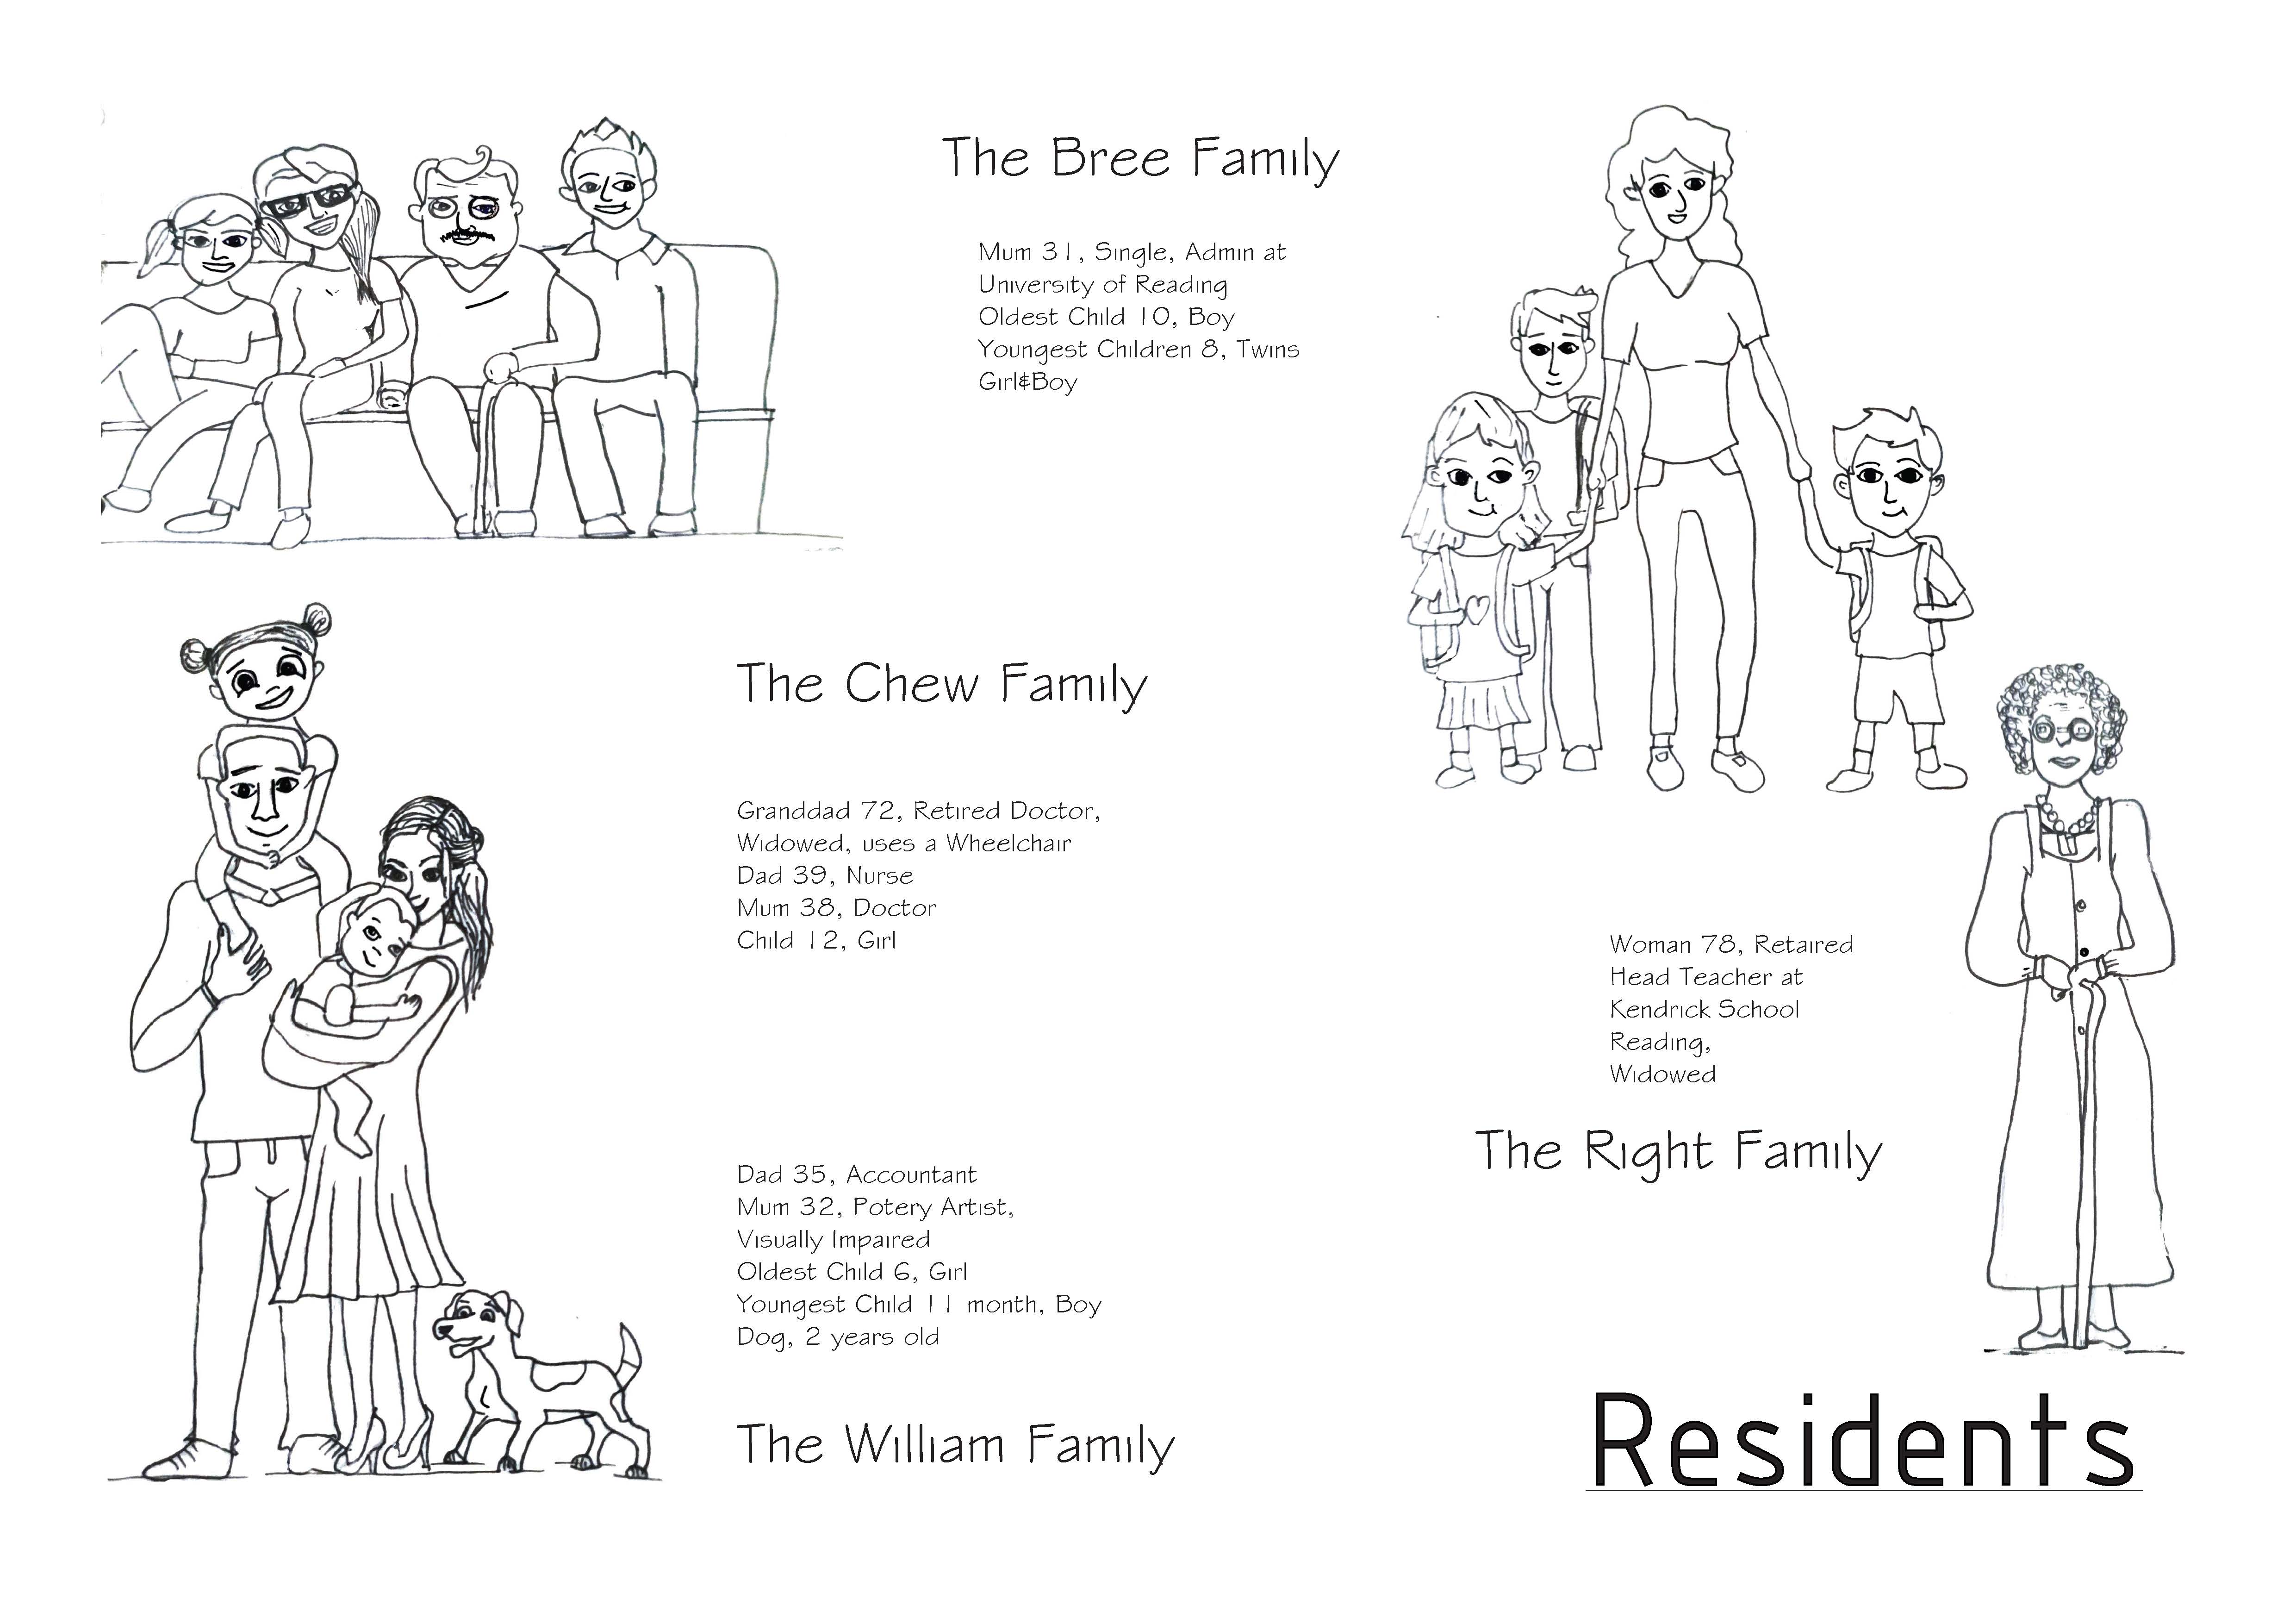 The Bree Family
Mum 31, Single, Admin at
University of Reading
Oldest Child 10, Boy
Youngest Children 8, Twins
Girl&Boy
The Chew Family
Granddad 72, Retired Doctor,
Widowed, uses a Wheelchair
Dad 39, Nurse
Mum 38, Doctor
Child 12, Girl
Woman 78, Retaired
Head Teacher at
Kendrick School
Reading,
Widowed
The Right Family
Dad 35, Accountant
Mum 32, Potery Artist,
Visually Impaired
Oldest Child 6, Girl
Youngest Child 11 month, Boy
Dog, 2 years old
The William Family
Residents